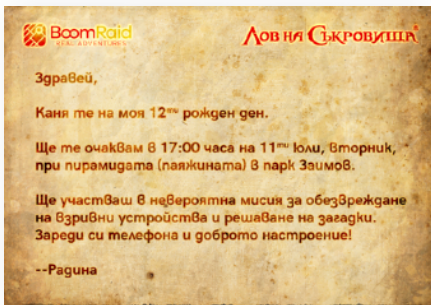 BoomRaid
REAL ADVENTURES
Лов на Съкровища
Здравей,
Каня те на моя 12ти рожден ден.
Ще те очаквам в 17:00 часа на 11ти юли, вторник,
при пирамидата (паяжината) в парк Заимов.
Ще участваш в невероятна мисия за обезвреждане
на взривни устройства и решаване на загадки.
Зареди си телефона и доброто настроение!
--Радина